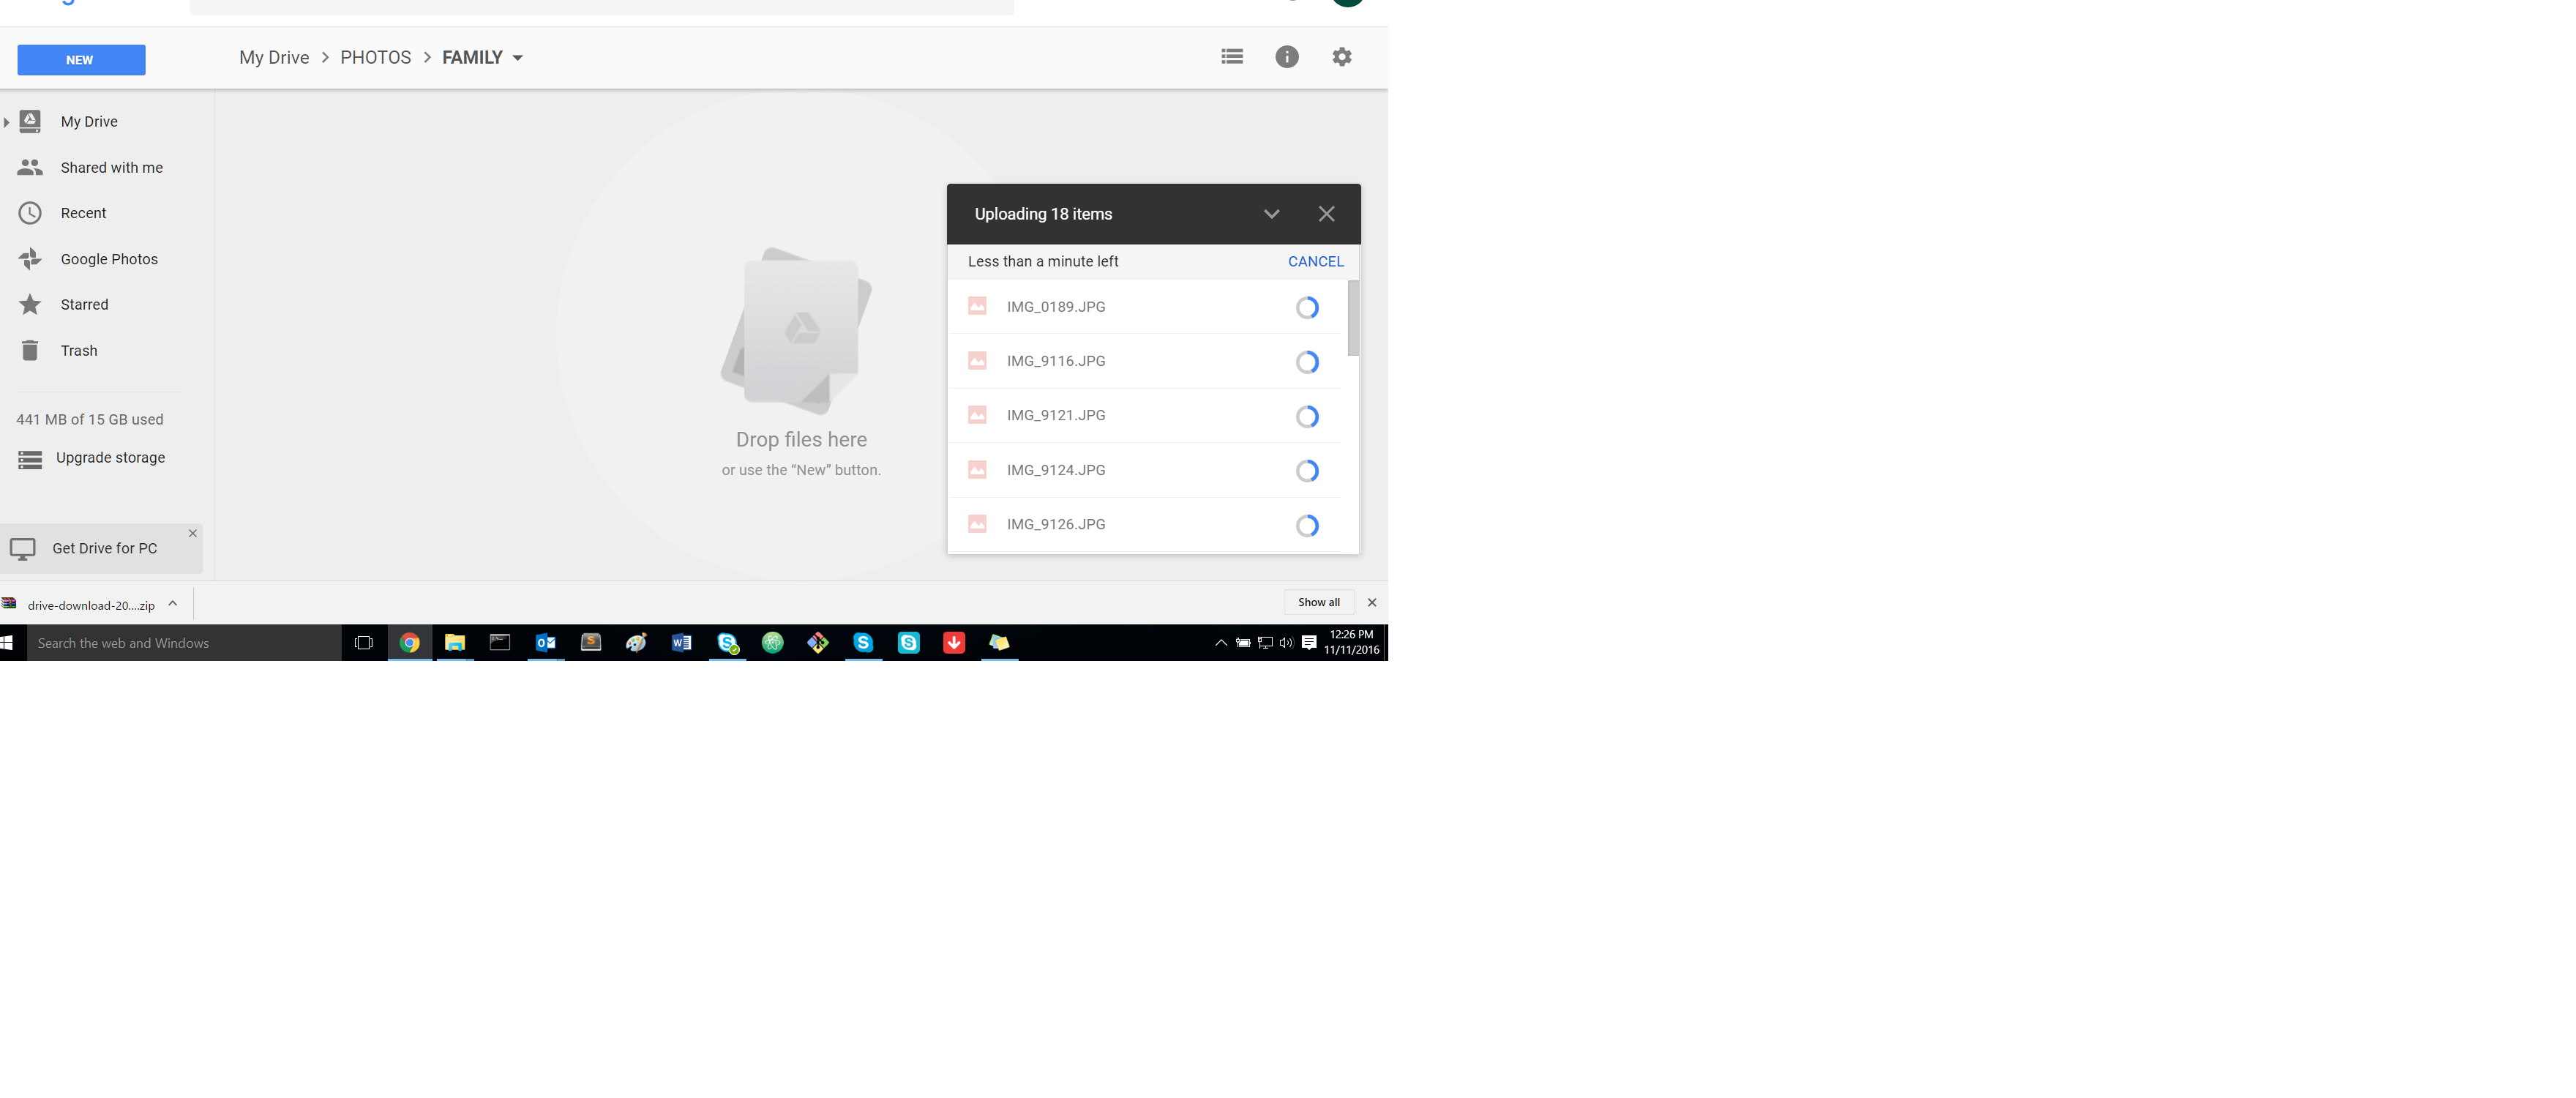 NEW
My Drive > PHOTOS > FAMILY
My Drive
Shared with me
Recent
Google Photos
Starred
Trash
441 MB of 15 GB used
Upgrade storage
Get Drive for PC
Drop files here
or use the “New” button.
Uploading 18 items
Less than a minute left CANCEL
IMG_0189.JPG
IMG_9116.JPG
IMG_9121.JPG
IMG_9124.JPG
IMG_9126.JPG
drive-download-20....zip
Show all
Search the web and Windows
12:26 PM
11/11/2016